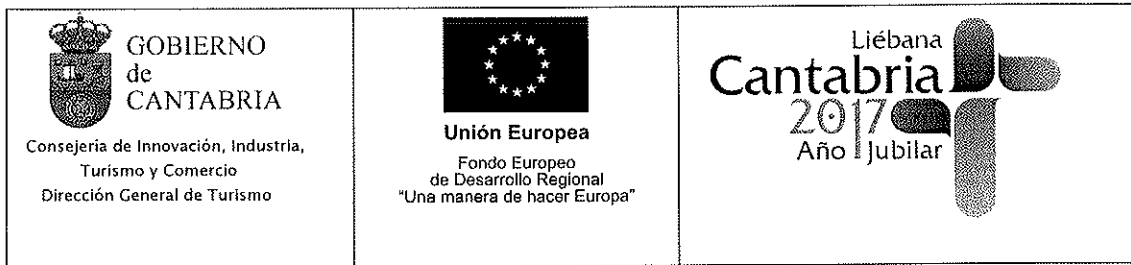 GOBIERNO
de
CANTABRIA
Consejería de Innovación, Industria,
Turismo y Comercio
Dirección General de Turismo
Unión Europea
Fondo Europeo
de Desarrollo Regional
"Una manera de hacer Europa"
Liébana
Cantabria
2017
Año Jubilar